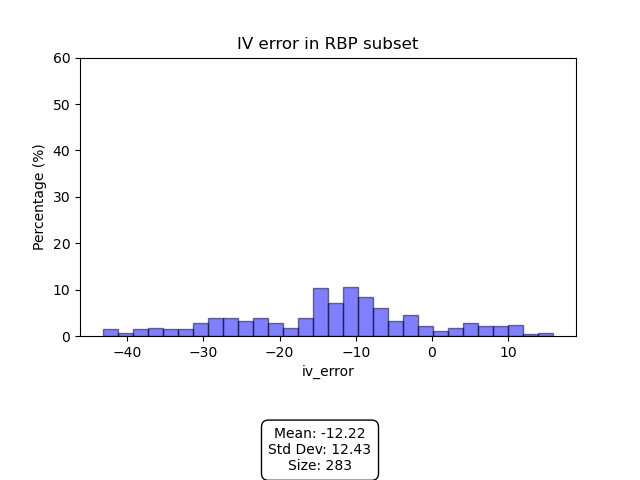 IV error in RBP subset
60
50
40
30
20
10
0
Percentage (%)
−40 −30 −20 −10 0 10
iv_error
Mean: -12.22
Std Dev: 12.43
Size: 283